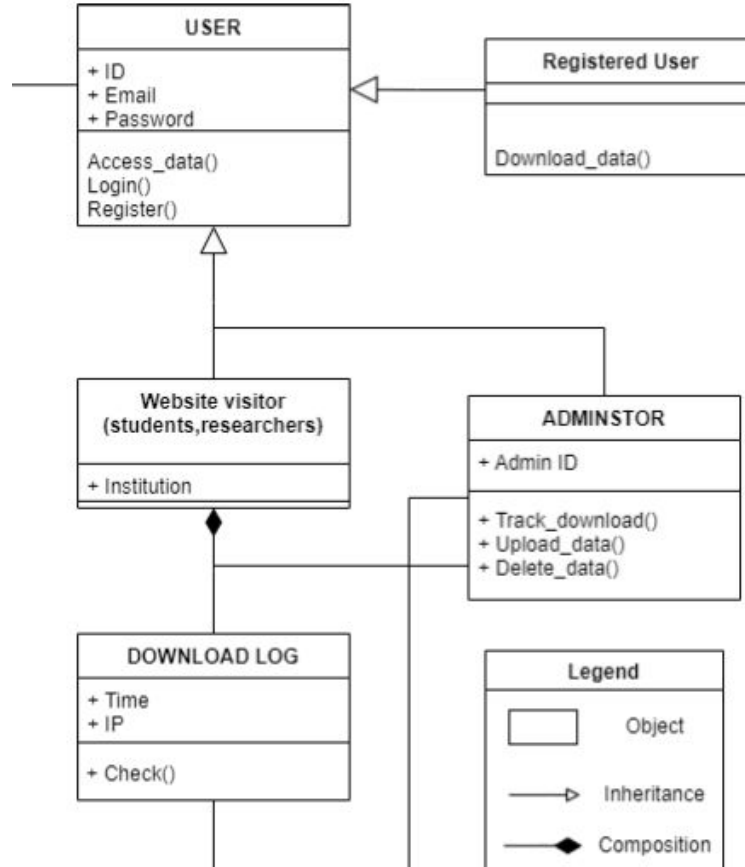 USER
+ ID
+ Email
+ Password
Access_data()
Login()
Register()
Registered User
Download_data()
Website visitor
(students,researchers)
+ Institution
ADMINSTOR
+ Admin ID
+ Track_download()
+ Upload_data()
+ Delete_data()
DOWNLOAD LOG
+ Time
+ IP
+ Check()
Legend
Object
Inheritance
Composition